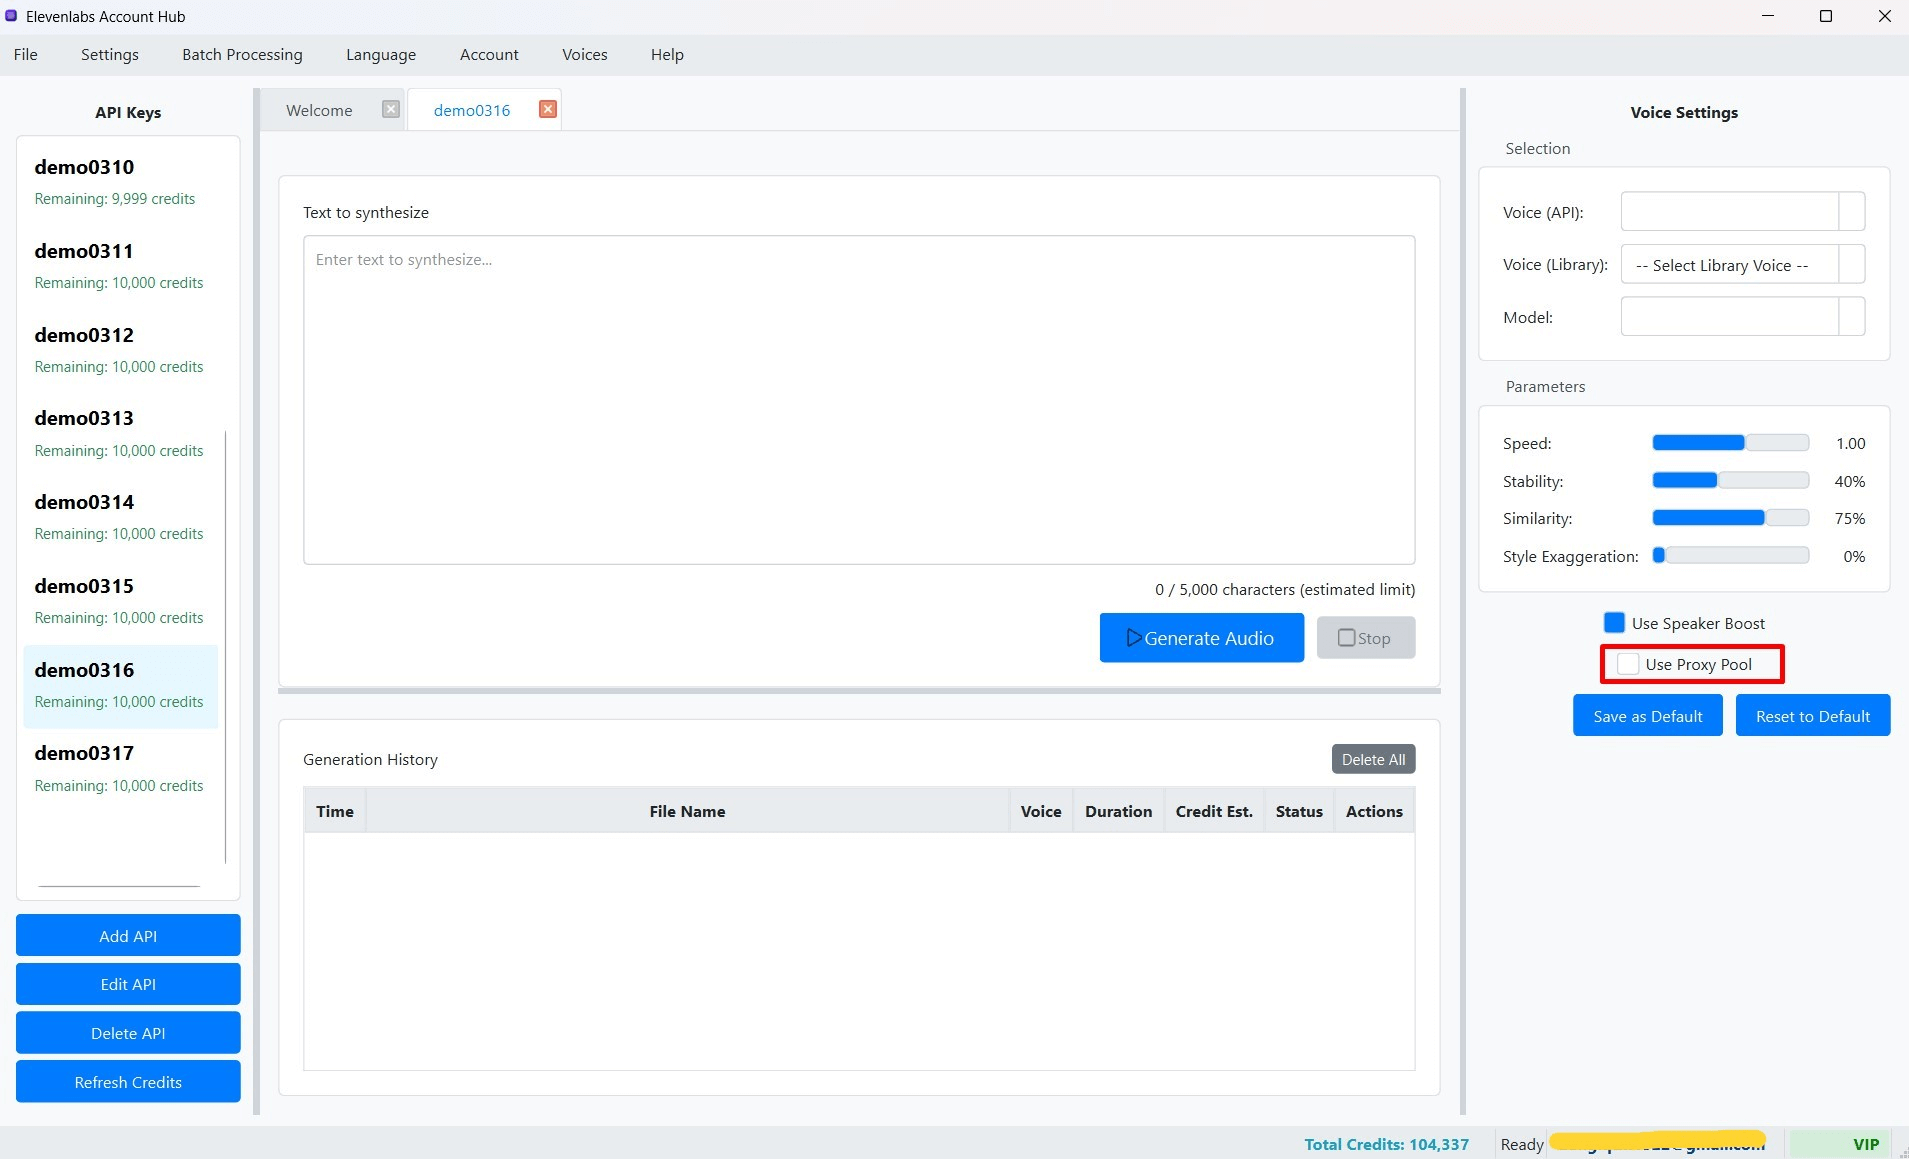 Elevenlabs Account Hub
File
Settings
Batch Processing
Language
Account
Voices
Help
API Keys
demo0310
Remaining: 9,999 credits
demo0311
Remaining: 10,000 credits
demo0312
Remaining: 10,000 credits
demo0313
Remaining: 10,000 credits
demo0314
Remaining: 10,000 credits
demo0315
Remaining: 10,000 credits
demo0316
Remaining: 10,000 credits
demo0317
Remaining: 10,000 credits
Add API
Edit API
Delete API
Refresh Credits
Welcome
demo0316
Text to synthesize
Enter text to synthesize...
0 / 5,000 characters (estimated limit)
Generate Audio
Stop
Generation History
Delete All
Time
File Name
Voice
Duration
Credit Est.
Status
Actions
Voice Settings
Selection
Voice (API):
Voice (Library):
-- Select Library Voice --
Model:
Parameters
Speed:
1.00
Stability:
40%
Similarity:
75%
Style Exaggeration:
0%
Use Speaker Boost
Use Proxy Pool
Save as Default
Reset to Default
Total Credits: 104,337
Ready
VIP